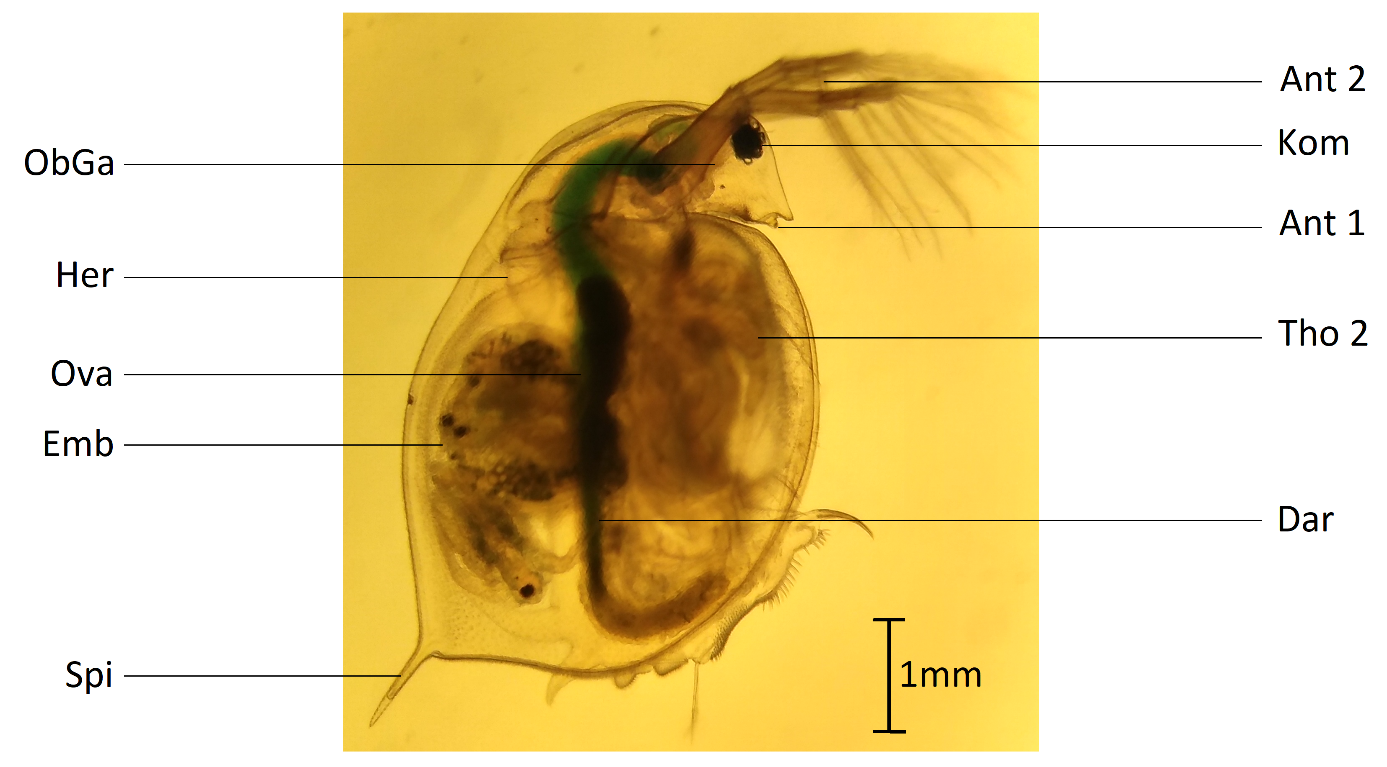 Ant 2
Kom
ObGa
Ant 1
Her
Tho 2
Ova
Emb
Dar
Spi
1mm